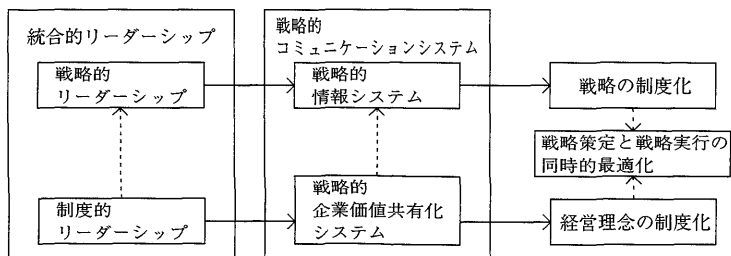 統合的リーダーシップ
戦略的
コミュニケーションシステム
戦略的
リーダーシップ
戦略的
情報システム
戦略の制度化
戦略策定と戦略実行の
同時的最適化
制度的
リーダーシップ
戦略的
企業価値共有化
システム
経営理念の制度化